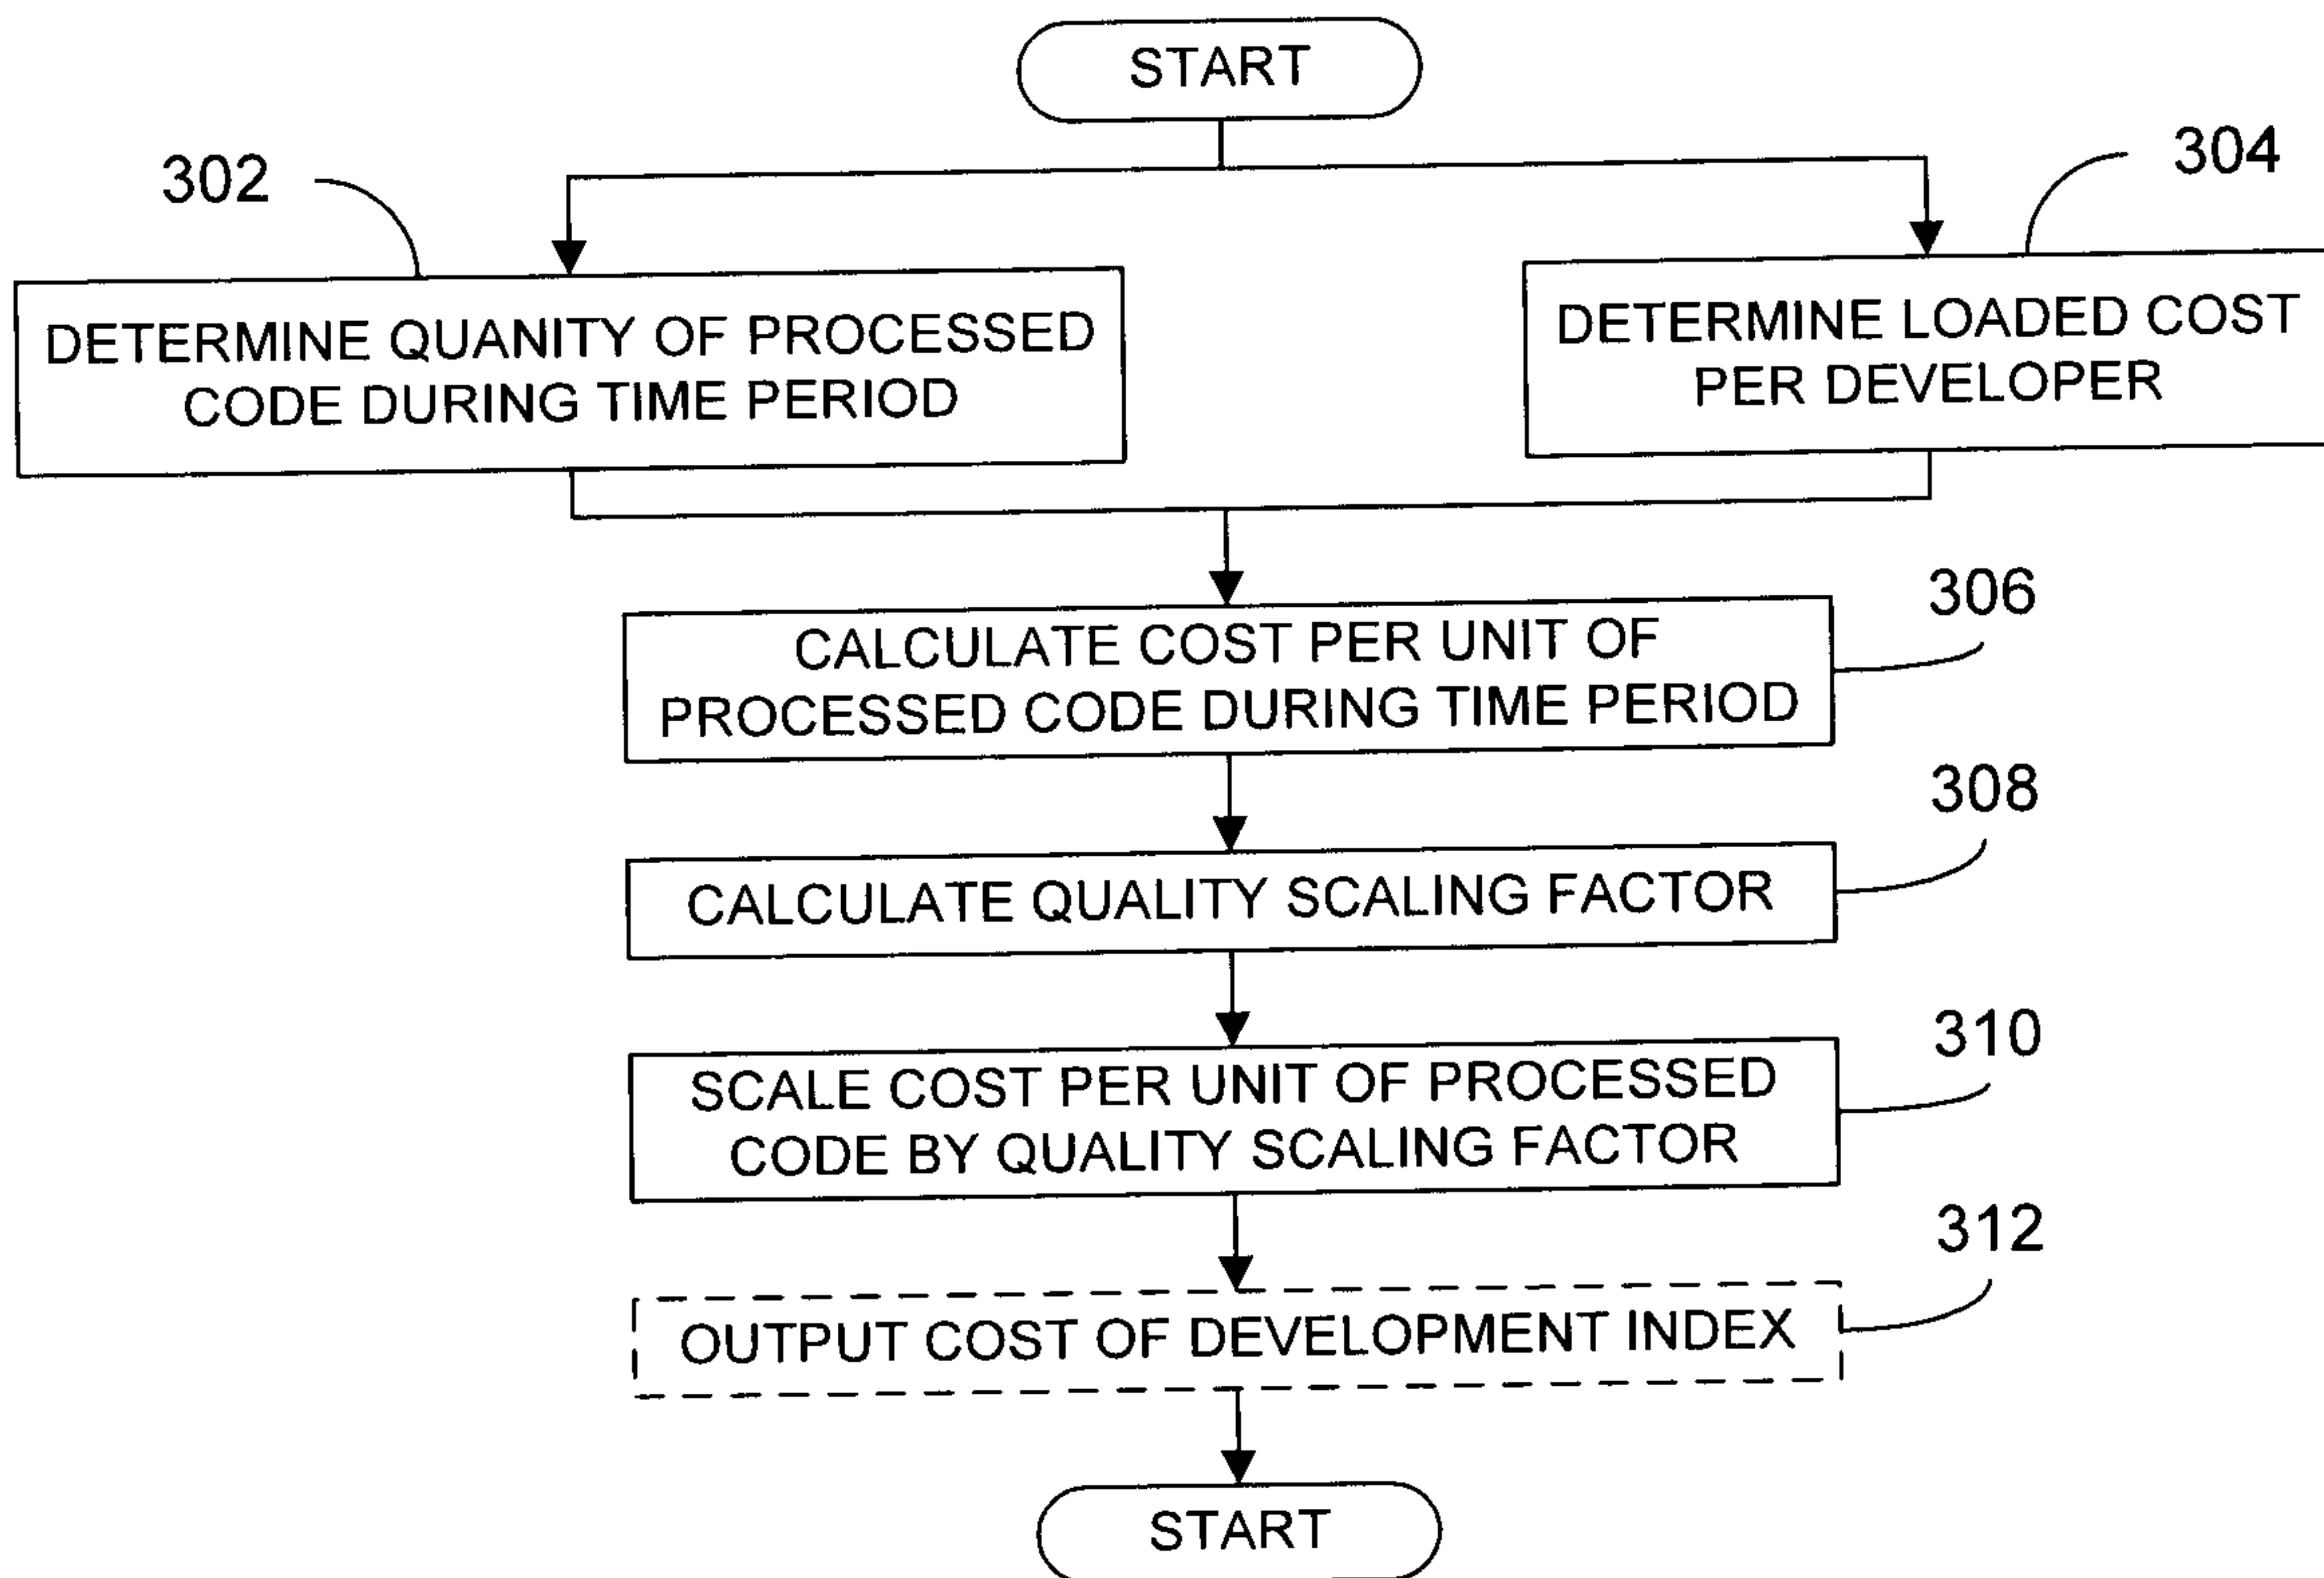 START
302
304
DETERMINE QUANITY OF PROCESSED
CODE DURING TIME PERIOD
DETERMINE LOADED COST
PER DEVELOPER
306
CALCULATE COST PER UNIT OF
PROCESSED CODE DURING TIME PERIOD
308
CALCULATE QUALITY SCALING FACTOR
310
SCALE COST PER UNIT OF PROCESSED
CODE BY QUALITY SCALING FACTOR
312
OUTPUT COST OF DEVELOPMENT INDEX
START